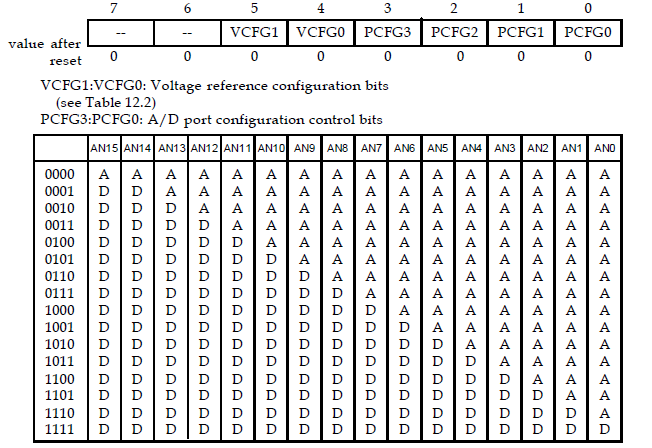 7 6 5 4 3 2 1 0
-- -- VCFG1 VCFG0 PCFG3 PCFG2 PCFG1 PCFG0
value after
reset 0 0 0 0 0 0 0 0
VCFG1:VCFG0: Voltage reference configuration bits
(see Table 12.2)
PCFG3:PCFG0: A/D port configuration control bits
AN15 AN14 AN13 AN12 AN11 AN10 AN9 AN8 AN7 AN6 AN5 AN4 AN3 AN2 AN1 AN0
0000 A A A A A A A A A A A A A A A A
0001 D D A A A A A A A A A A A A A A
0010 D D D A A A A A A A A A A A A A
0011 D D D D A A A A A A A A A A A A
0100 D D D D D A A A A A A A A A A A
0101 D D D D D D A A A A A A A A A A
0110 D D D D D D D A A A A A A A A A
0111 D D D D D D D D A A A A A A A A
1000 D D D D D D D D D A A A A A A A
1001 D D D D D D D D D D A A A A A A
1010 D D D D D D D D D D D A A A A A
1011 D D D D D D D D D D D D A A A A
1100 D D D D D D D D D D D D D A A A
1101 D D D D D D D D D D D D D D A A
1110 D D D D D D D D D D D D D D D A
1111 D D D D D D D D D D D D D D D D